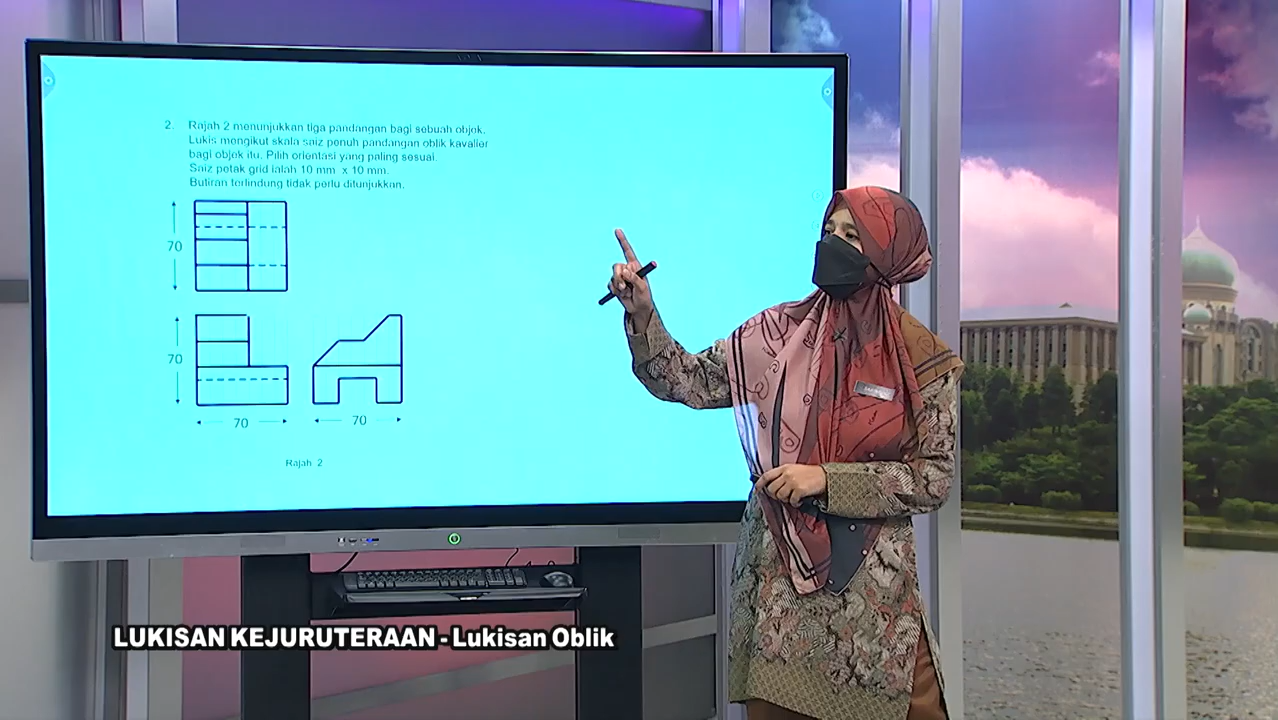 2. Rajah 2 menunjukkan tiga pandangan bagi sebuah objek.
Lukis mengikut skala saiz penuh pandangan oblik kavalier
bagi objek itu. Pilih orientasi yang paling sesuai.
Saiz petak grid ialah 10 mm x 10 mm.
Butiran terlindung tidak perlu ditunjukkan.
70
70
70
70
Rajah 2
LUKISAN KEJURUTERAAN - Lukisan Oblik